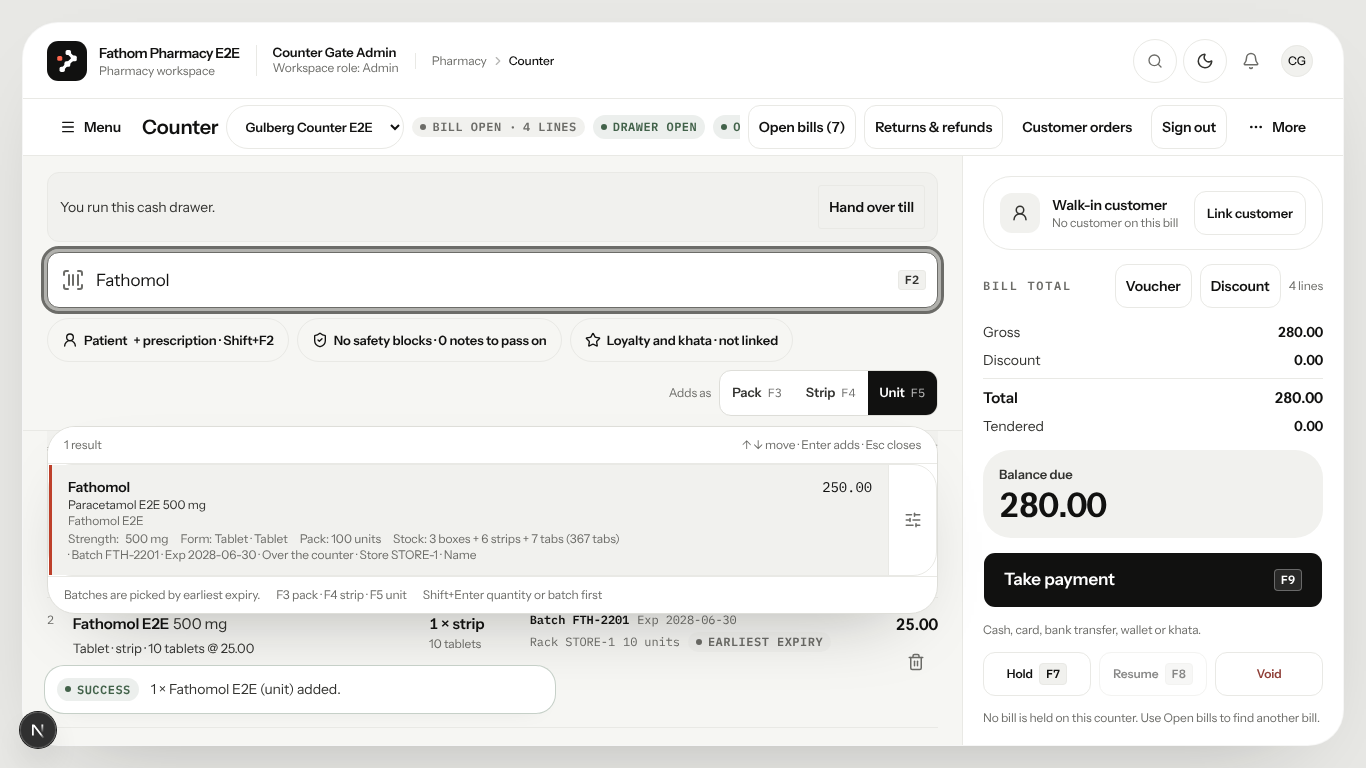 Fathom Pharmacy E2E
Pharmacy workspace
Counter Gate Admin
Workspace role: Admin
Pharmacy > Counter
CG
Menu
Counter
Gulberg Counter E2E
BILL OPEN · 4 LINES
DRAWER OPEN
O
Open bills (7)
Returns & refunds
Customer orders
Sign out
More
You run this cash drawer.
Hand over till
Fathomol
F2
Patient + prescription · Shift+F2
No safety blocks · 0 notes to pass on
Loyalty and khata · not linked
Adds as
Pack F3
Strip F4
Unit F5
1 result
↑↓ move · Enter adds · Esc closes
Fathomol
250.00
Paracetamol E2E 500 mg
Fathomol E2E
Strength: 500 mg Form: Tablet · Tablet Pack: 100 units Stock: 3 boxes + 6 strips + 7 tabs (367 tabs)
· Batch FTH-2201 · Exp 2028-06-30 · Over the counter · Store STORE-1 · Name
Batches are picked by earliest expiry. F3 pack · F4 strip · F5 unit Shift+Enter quantity or batch first
2
Fathomol E2E 500 mg
Tablet · strip · 10 tablets @ 25.00
1 × strip
10 tablets
Batch FTH-2201 Exp 2028-06-30
Rack STORE-1 10 units
EARLIEST EXPIRY
25.00
SUCCESS
1 × Fathomol E2E (unit) added.
N
Walk-in customer
No customer on this bill
Link customer
BILL TOTAL
Voucher
Discount
4 lines
Gross 280.00
Discount 0.00
Total 280.00
Tendered 0.00
Balance due
280.00
Take payment F9
Cash, card, bank transfer, wallet or khata.
Hold F7
Resume F8
Void
No bill is held on this counter. Use Open bills to find another bill.